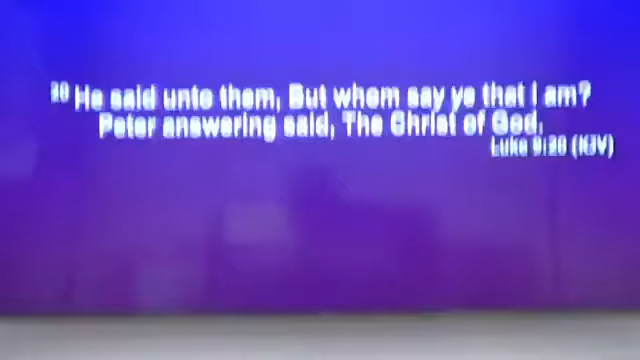 20 He said unto them, But whom say ye that I am?
Peter answering said, The Christ of God.
Luke 9:20 (KJV)